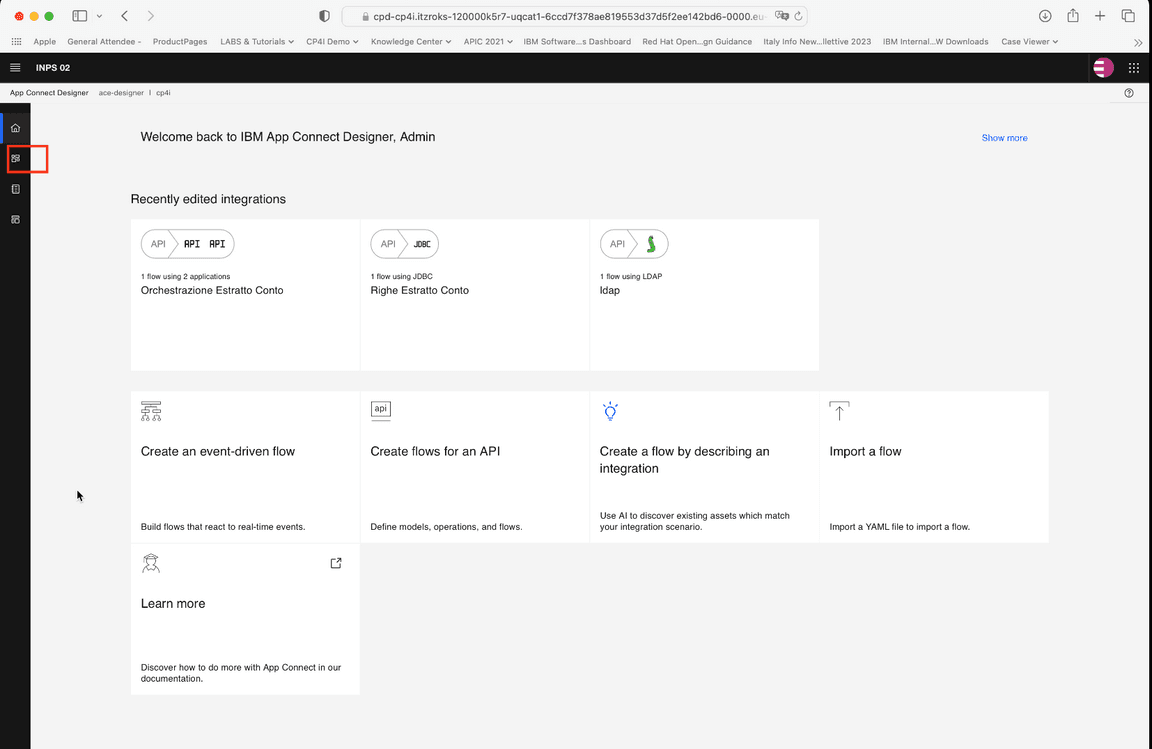 cpd-cp4i.itzroks-120000k5r7-uqcat1-6ccd7f378ae819553d37d5f2ee142bd6-0000.eu-
Apple General Attendee - ProductPages LABS & Tutorials CP4I Demo Knowledge Center APIC 2021 IBM Software...s Dashboard Red Hat Open...gn Guidance Italy Info New...llettive 2023 IBM Internal...W Downloads Case Viewer
INPS 02
App Connect Designer ace-designer | cp4i
Welcome back to IBM App Connect Designer, Admin
Show more
Recently edited integrations
API API API
1 flow using 2 applications
Orchestrazione Estratto Conto
API JDBC
1 flow using JDBC
Righe Estratto Conto
API
1 flow using LDAP
ldap
Create an event-driven flow
Build flows that react to real-time events.
api
Create flows for an API
Define models, operations, and flows.
Create a flow by describing an
integration
Use AI to discover existing assets which match
your integration scenario.
Import a flow
Import a YAML file to import a flow.
Learn more
Discover how to do more with App Connect in our
documentation.